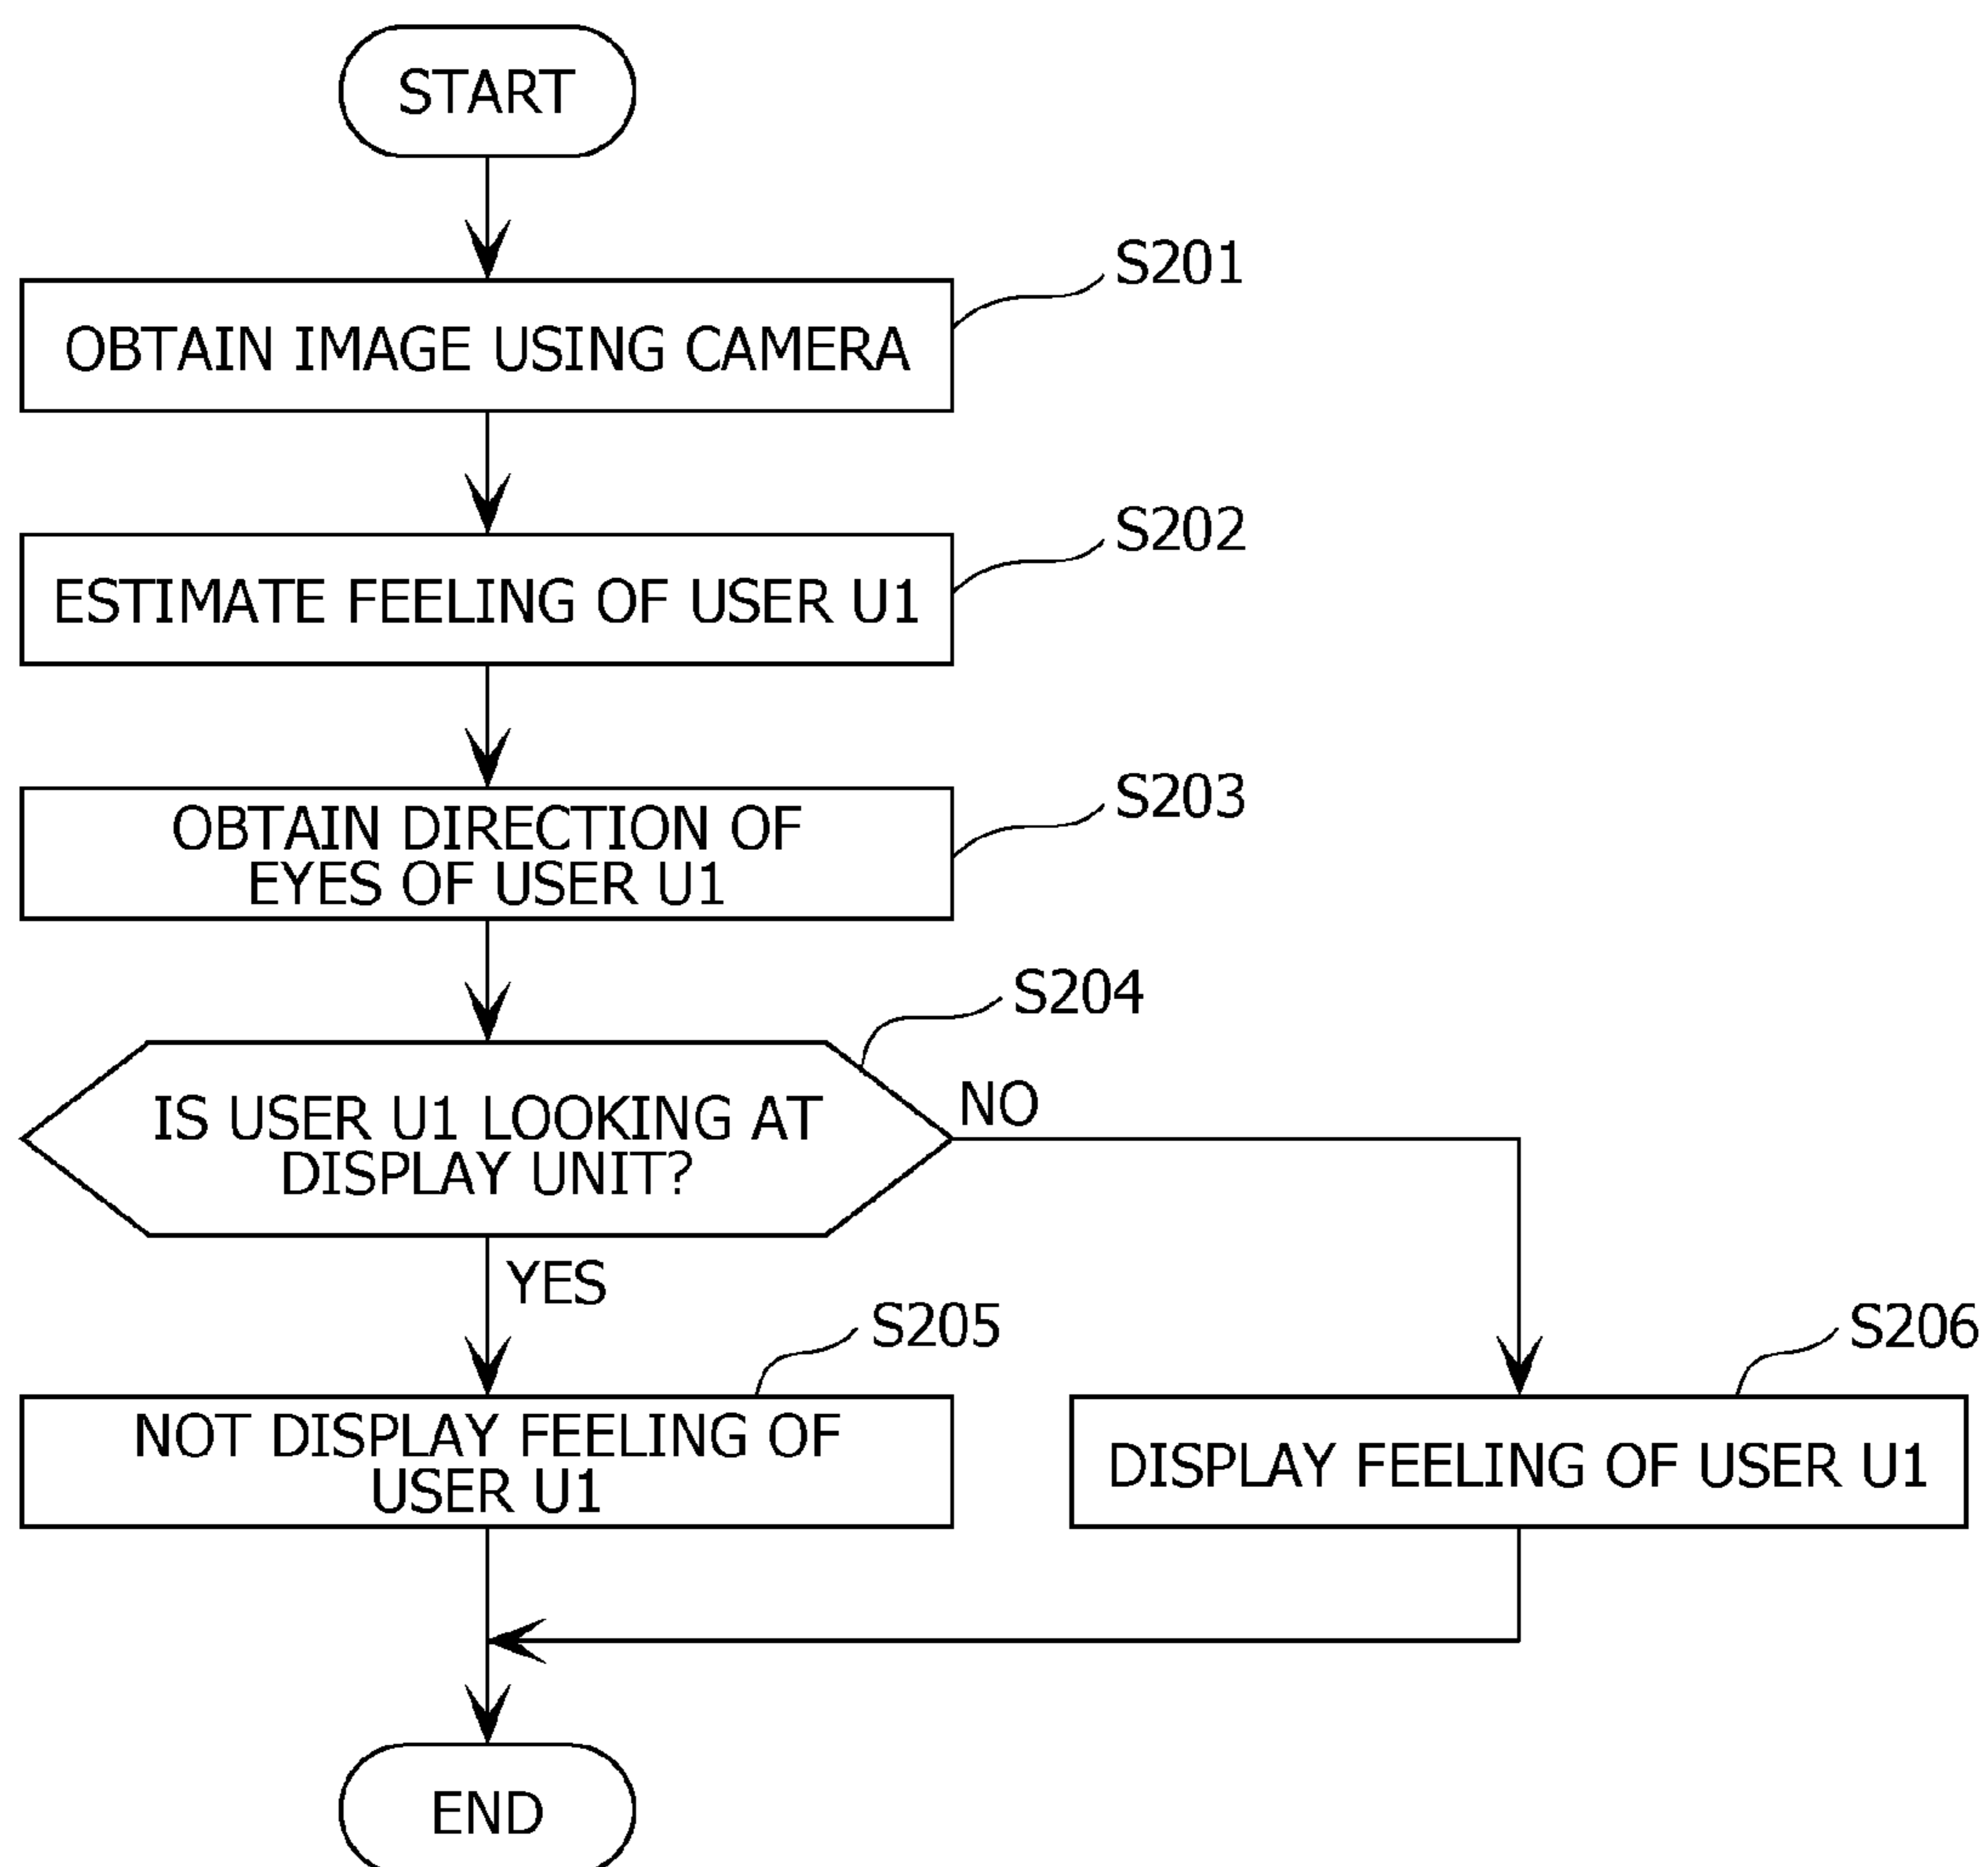 START
S201
OBTAIN IMAGE USING CAMERA
S202
ESTIMATE FEELING OF USER U1
S203
OBTAIN DIRECTION OF
EYES OF USER U1
S204
IS USER U1 LOOKING AT
DISPLAY UNIT?
NO
YES
S205
NOT DISPLAY FEELING OF
USER U1
S206
DISPLAY FEELING OF USER U1
END